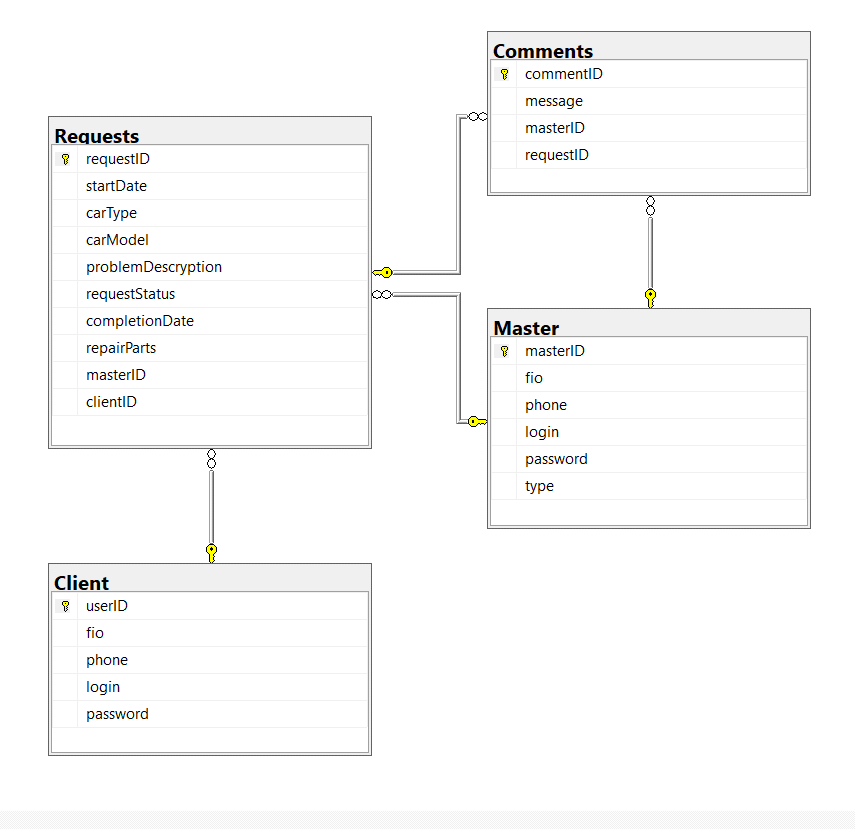 Requests
requestID
startDate
carType
carModel
problemDescryption
requestStatus
completionDate
repairParts
masterID
clientID
Comments
commentID
message
masterID
requestID
Master
masterID
fio
phone
login
password
type
Client
userID
fio
phone
login
password